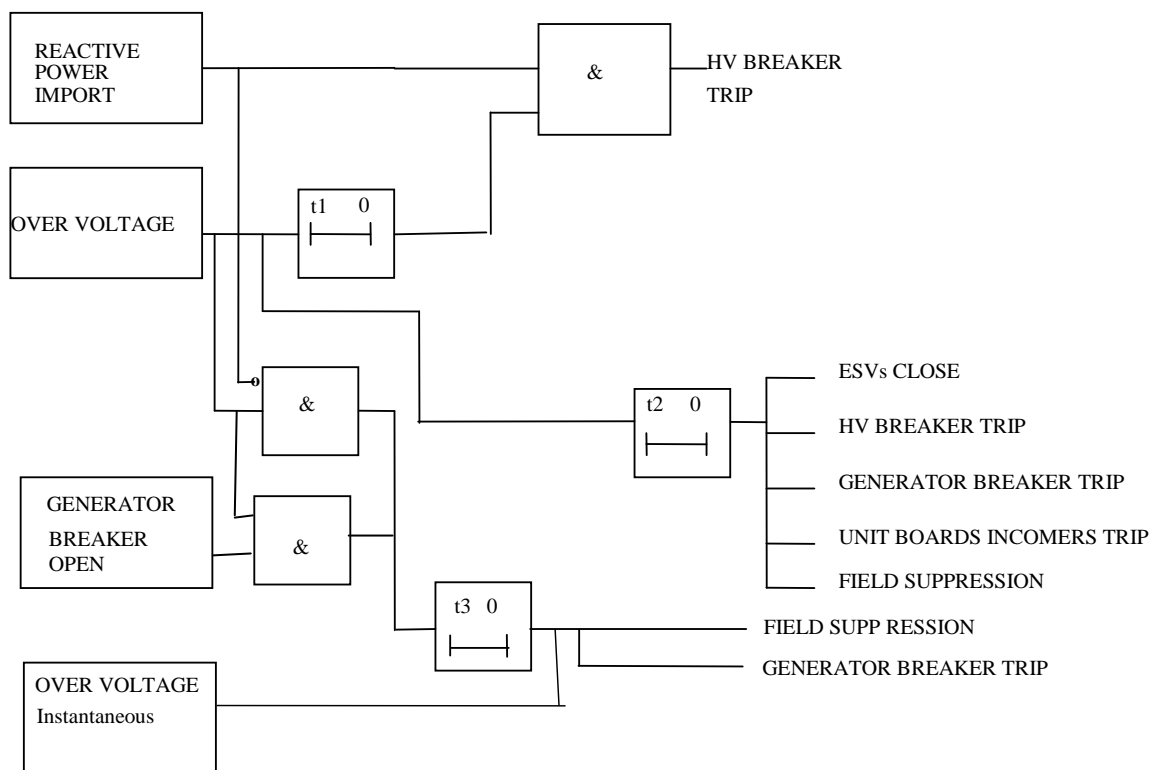 REACTIVE
POWER
IMPORT
&
HV BREAKER
TRIP
OVER VOLTAGE
t1 0
&
t2 0
ESVs CLOSE
HV BREAKER TRIP
GENERATOR BREAKER TRIP
UNIT BOARDS INCOMERS TRIP
FIELD SUPPRESSION
GENERATOR
BREAKER
OPEN
&
t3 0
FIELD SUPP RESSION
GENERATOR BREAKER TRIP
OVER VOLTAGE
Instantaneous